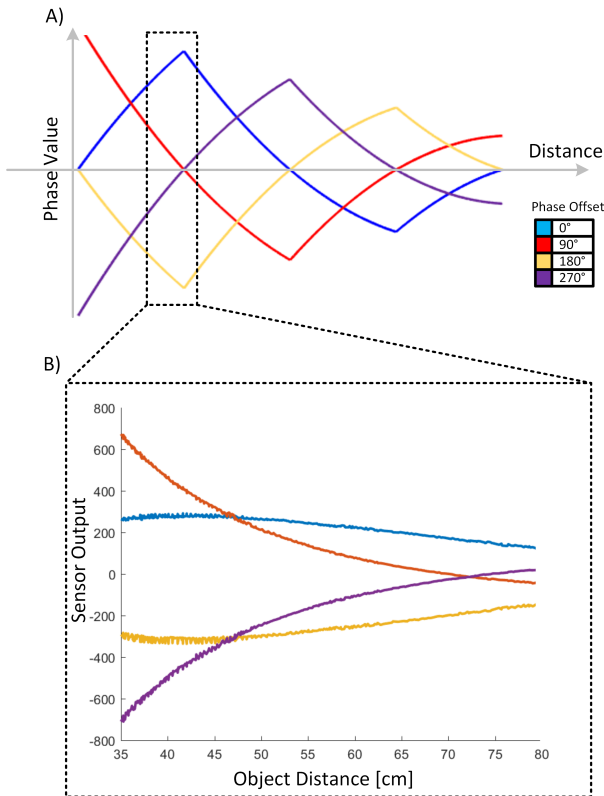 A)
Phase Value
Distance
Phase Offset
0°
90°
180°
270°
B)
Sensor Output
800
600
400
200
0
-200
-400
-600
-800
35 40 45 50 55 60 65 70 75 80
Object Distance [cm]